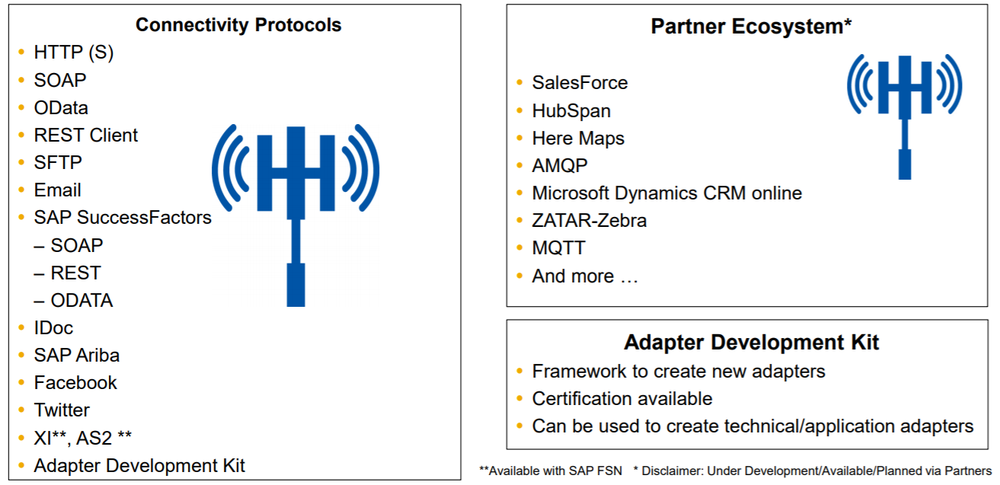 Connectivity Protocols
• HTTP (S)
• SOAP
• OData
• REST Client
• SFTP
• Email
• SAP SuccessFactors
– SOAP
– REST
– ODATA
• IDoc
• SAP Ariba
• Facebook
• Twitter
• XI**, AS2 **
• Adapter Development Kit
Partner Ecosystem*
• SalesForce
• HubSpan
• Here Maps
• AMQP
• Microsoft Dynamics CRM online
• ZATAR-Zebra
• MQTT
• And more …
Adapter Development Kit
• Framework to create new adapters
• Certification available
• Can be used to create technical/application adapters
**Available with SAP FSN * Disclaimer: Under Development/Available/Planned via Partners